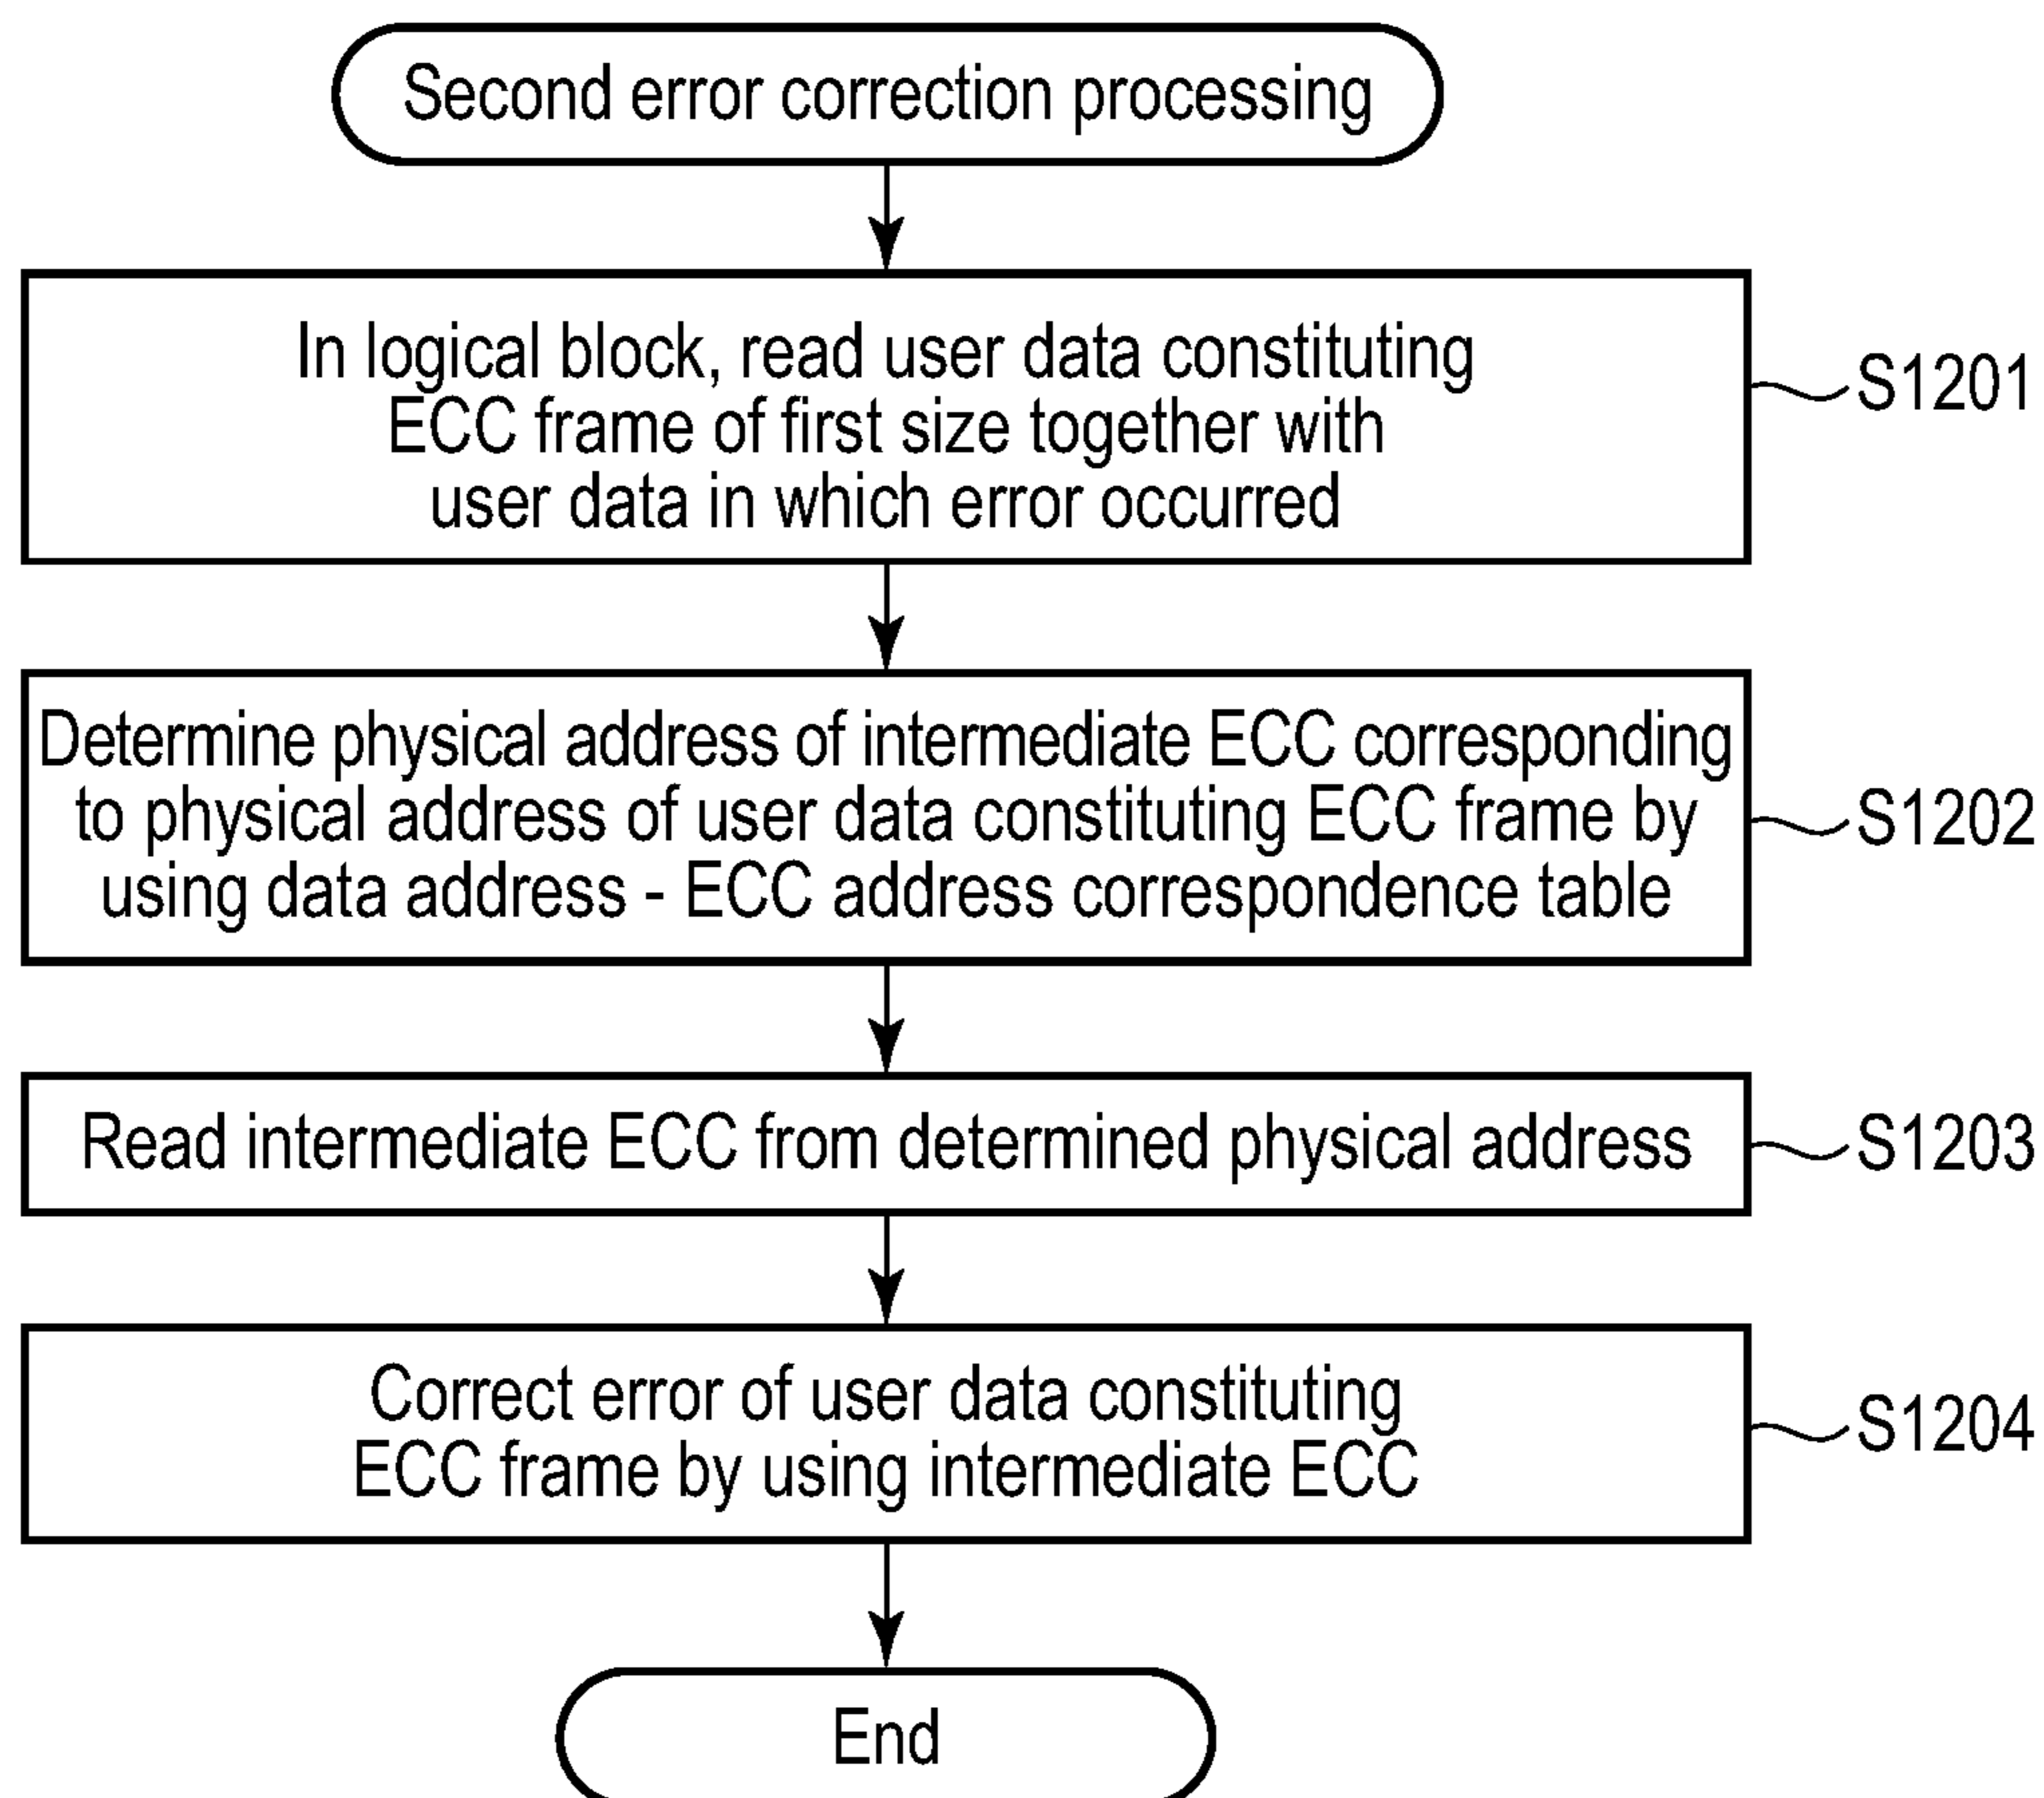 Second error correction processing
In logical block, read user data constituting
ECC frame of first size together with
user data in which error occurred
S1201
Determine physical address of intermediate ECC corresponding
to physical address of user data constituting ECC frame by
using data address - ECC address correspondence table
S1202
Read intermediate ECC from determined physical address
S1203
Correct error of user data constituting
ECC frame by using intermediate ECC
S1204
End